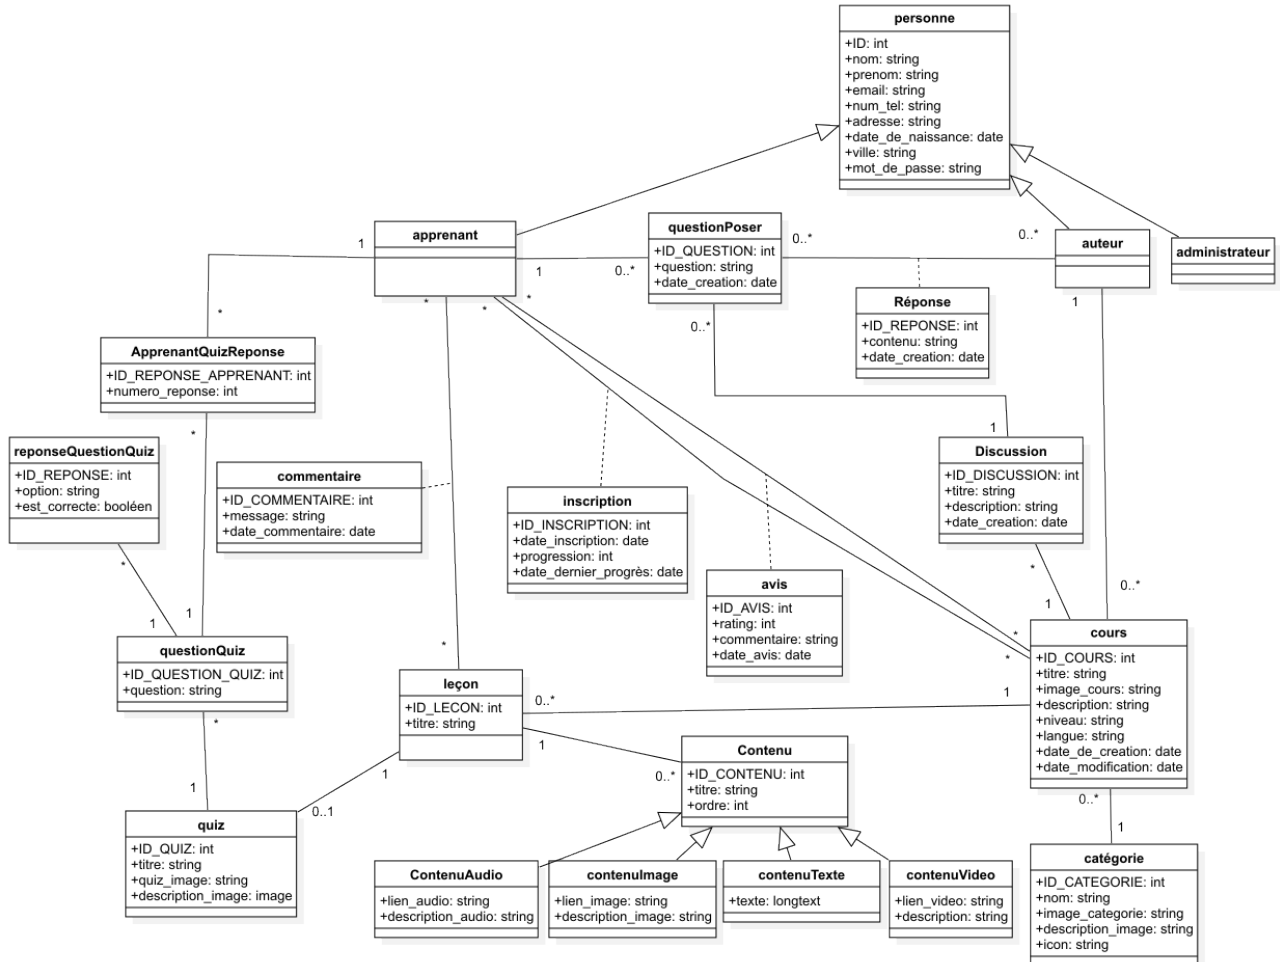 personne
+ID: int
+nom: string
+prenom: string
+email: string
+num_tel: string
+adresse: string
+date_de_naissance: date
+ville: string
+mot_de_passe: string
apprenant
1
1
*
*
*
questionPoser
+ID_QUESTION: int
+question: string
+date_creation: date
0..*
0..*
0..*
0..*
auteur
1
administrateur
Réponse
+ID_REPONSE: int
+contenu: string
+date_creation: date
*
ApprenantQuizReponse
+ID_REPONSE_APPRENANT: int
+numero_reponse: int
*
reponseQuestionQuiz
+ID_REPONSE: int
+option: string
+est_correcte: booléen
*
commentaire
+ID_COMMENTAIRE: int
+message: string
+date_commentaire: date
inscription
+ID_INSCRIPTION: int
+date_inscription: date
+progression: int
+date_dernier_progrès: date
avis
+ID_AVIS: int
+rating: int
+commentaire: string
+date_avis: date
1
Discussion
+ID_DISCUSSION: int
+titre: string
+description: string
+date_creation: date
*
1
0..*
*
*
1
cours
+ID_COURS: int
+titre: string
+image_cours: string
+description: string
+niveau: string
+langue: string
+date_de_creation: date
+date_modification: date
0..*
1
1
1
questionQuiz
+ID_QUESTION_QUIZ: int
+question: string
*
1
*
leçon
+ID_LECON: int
+titre: string
0..*
1
1
0..1
0..*
quiz
+ID_QUIZ: int
+titre: string
+quiz_image: string
+description_image: image
Contenu
+ID_CONTENU: int
+titre: string
+ordre: int
ContenuAudio
+lien_audio: string
+description_audio: string
contenuImage
+lien_image: string
+description_image: string
contenuTexte
+texte: longtext
contenuVideo
+lien_video: string
+description: string
catégorie
+ID_CATEGORIE: int
+nom: string
+image_categorie: string
+description_image: string
+icon: string